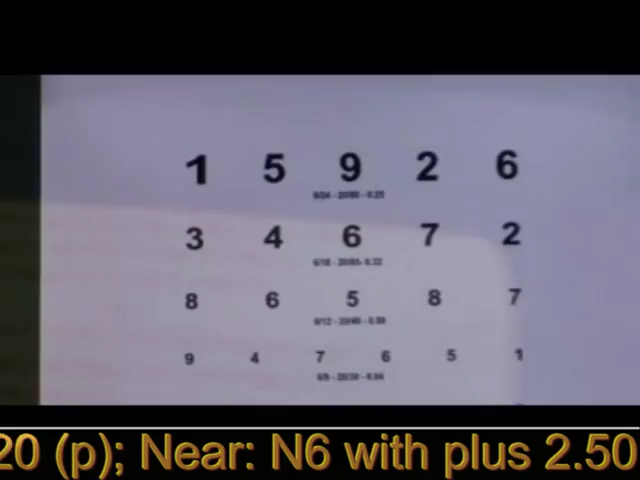 1 5 9 2 6
3 4 6 7 2
8 6 5 8 7
9 4 7 6 5 1
20 (p); Near: N6 with plus 2.50